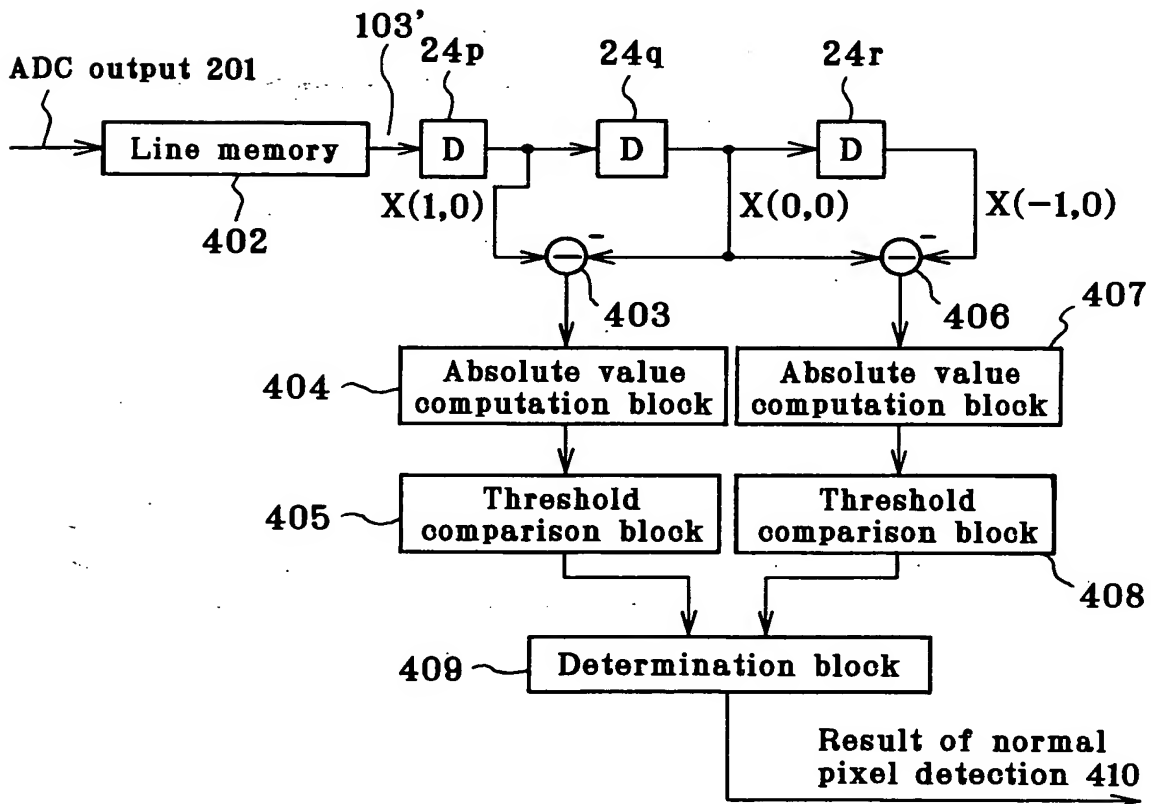 103'
24p
24q
24r
ADC output 201
Line memory
D
D
D
X(1,0)
X(0,0)
X(−1,0)
402
−
−
−
−
403
406
407
404
Absolute value
computation block
Absolute value
computation block
405
Threshold
comparison block
Threshold
comparison block
408
409
Determination block
Result of normal
pixel detection 410